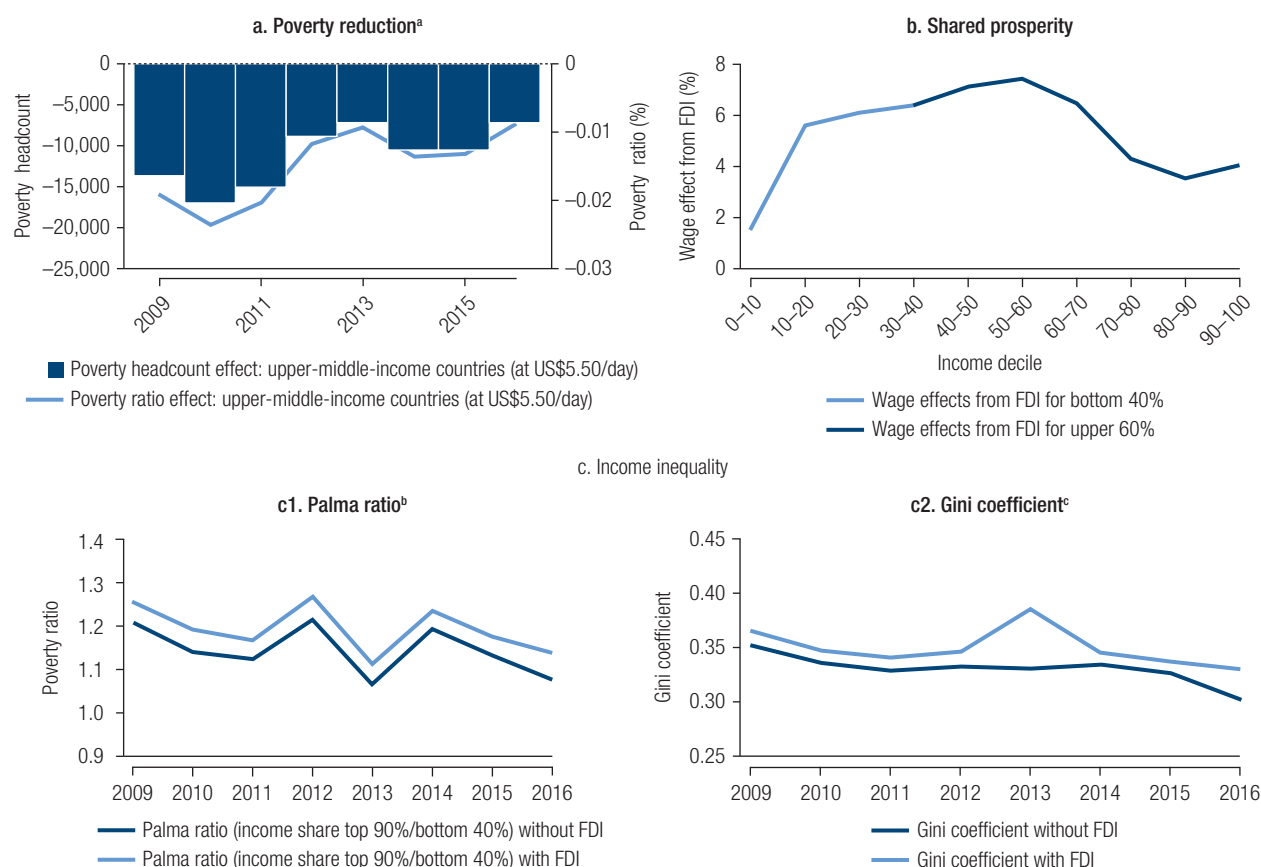 a. Poverty reductionᵃ
0
–5,000
–10,000
–15,000
–20,000
–25,000
Poverty headcount
0
–0.01
–0.02
–0.03
Poverty ratio (%)
2009
2011
2013
2015
Poverty headcount effect: upper-middle-income countries (at US$5.50/day)
Poverty ratio effect: upper-middle-income countries (at US$5.50/day)
b. Shared prosperity
8
6
4
2
0
Wage effect from FDI (%)
0–10
10–20
20–30
30–40
40–50
50–60
60–70
70–80
80–90
90–100
Income decile
Wage effects from FDI for bottom 40%
Wage effects from FDI for upper 60%
c. Income inequality
c1. Palma ratioᵇ
1.4
1.3
1.2
1.1
1.0
0.9
Poverty ratio
2009 2010 2011 2012 2013 2014 2015 2016
Palma ratio (income share top 90%/bottom 40%) without FDI
Palma ratio (income share top 90%/bottom 40%) with FDI
c2. Gini coefficientᶜ
0.45
0.40
0.35
0.30
0.25
Gini coefficient
2009 2010 2011 2012 2013 2014 2015 2016
Gini coefficient without FDI
Gini coefficient with FDI